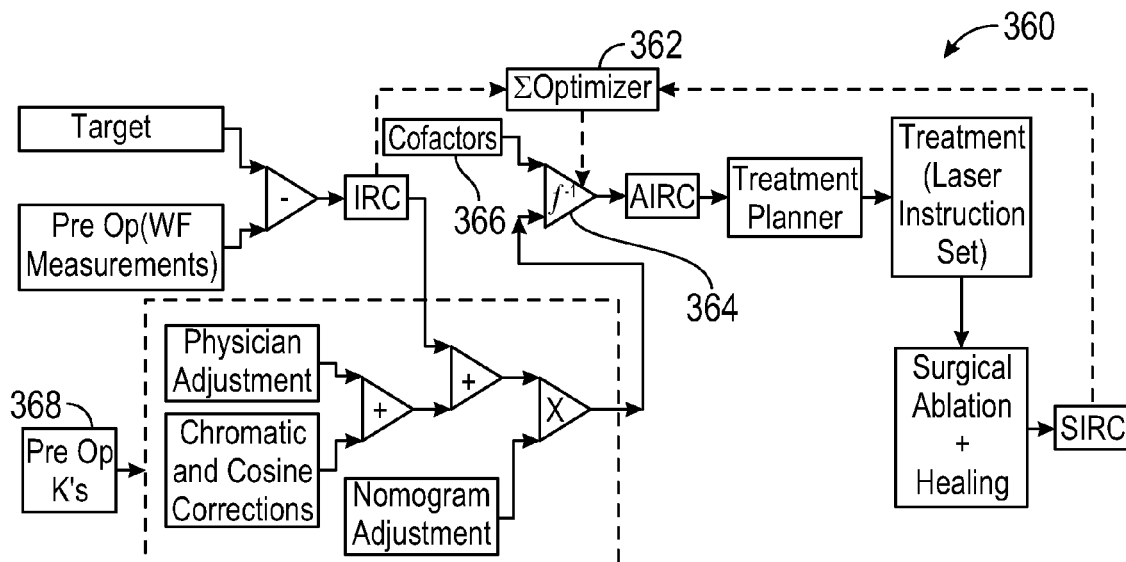 360
362
ΣOptimizer
Target
Cofactors
366
Pre Op(WF
Measurements)
-
IRC
f⁻¹
364
AIRC
Treatment
Planner
Treatment
(Laser
Instruction
Set)
Physician
Adjustment
+
+
X
368
Pre Op
K's
Chromatic
and Cosine
Corrections
Nomogram
Adjustment
Surgical
Ablation
+
Healing
SIRC